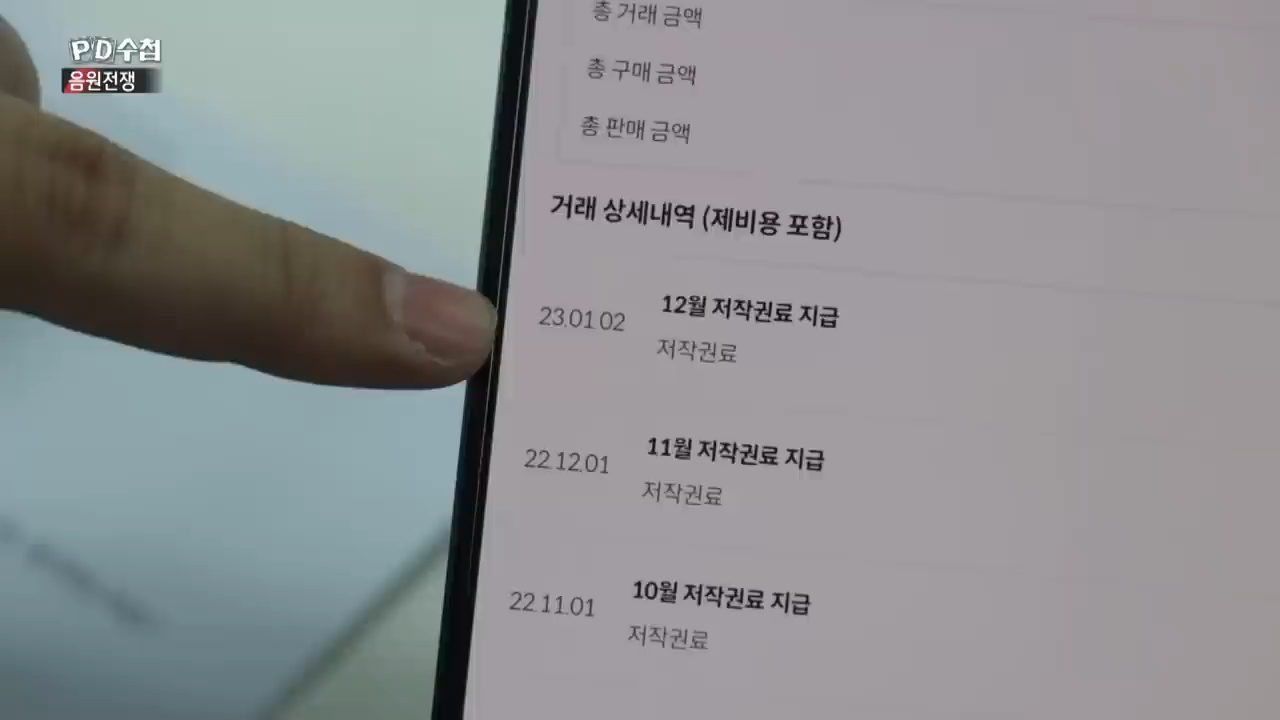 PD수첩
음원전쟁
총 거래 금액
총 구매 금액
총 판매 금액
거래 상세내역 (제비용 포함)
23.01 02
12월 저작권료 지급
저작권료
22.12.01
11월 저작권료 지급
저작권료
22.11.01
10월 저작권료 지급
저작권료